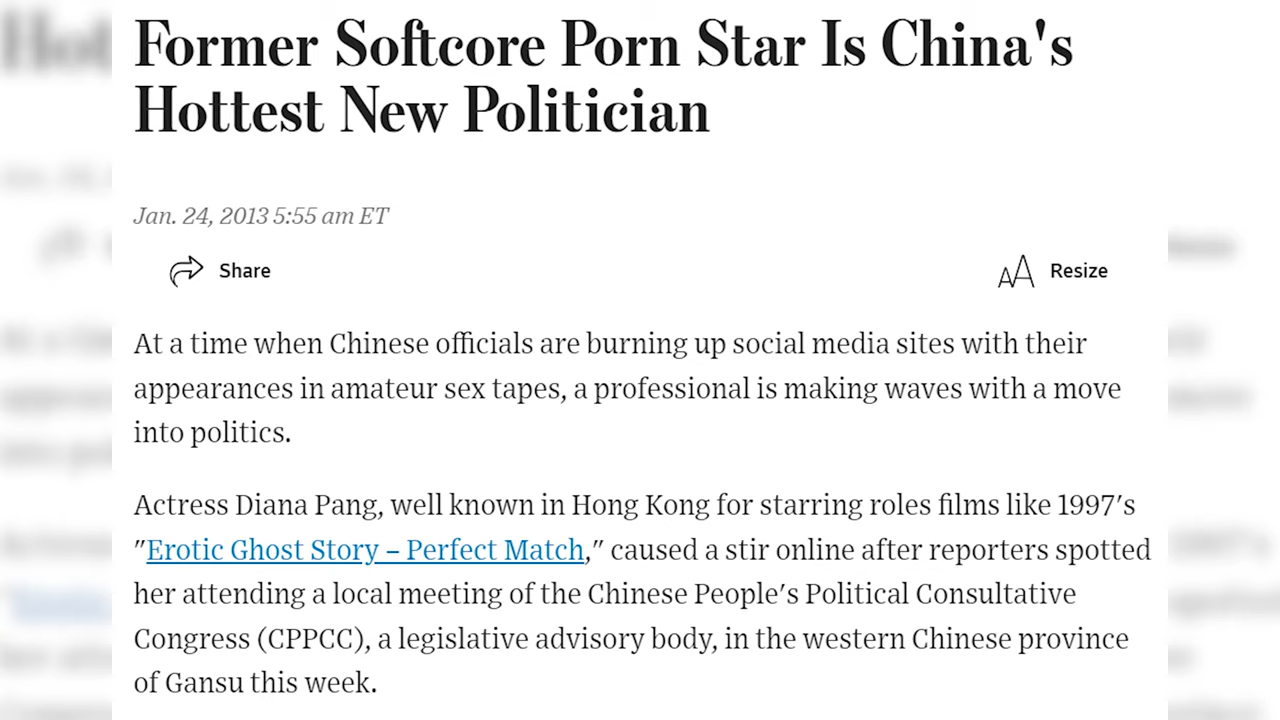 Former Softcore Porn Star Is China's
Hottest New Politician
Jan. 24, 2013 5:55 am ET
Share
Resize
At a time when Chinese officials are burning up social media sites with their
appearances in amateur sex tapes, a professional is making waves with a move
into politics.
Actress Diana Pang, well known in Hong Kong for starring roles films like 1997′s
″Erotic Ghost Story – Perfect Match,″ caused a stir online after reporters spotted
her attending a local meeting of the Chinese People′s Political Consultative
Congress (CPPCC), a legislative advisory body, in the western Chinese province
of Gansu this week.